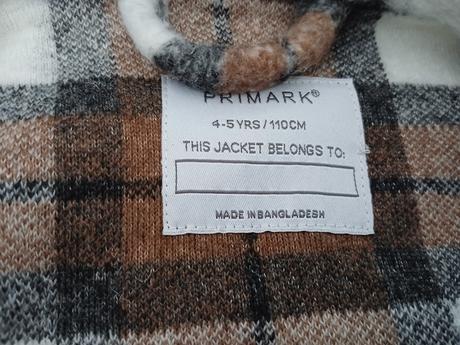 PRIMARK®
4-5 YRS / 110CM
THIS JACKET BELONGS TO:
MADE IN BANGLADESH